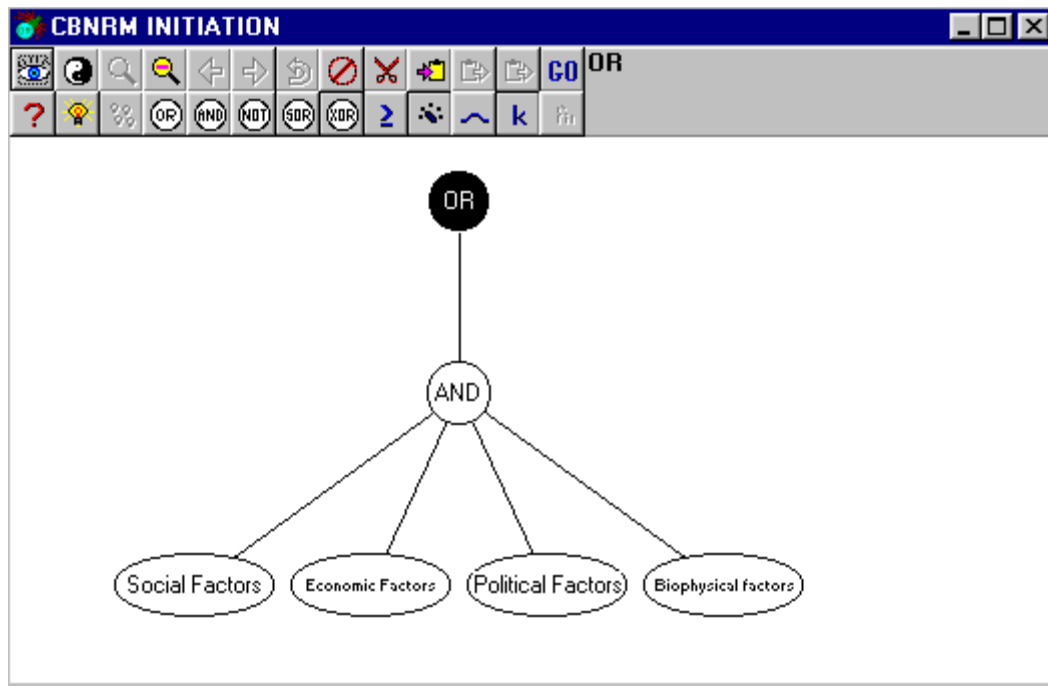 CBNRM INITIATION
GO OR
? OR AND NOT SOR XOR ≥ k
OR
AND
Social Factors Economic Factors Political Factors Biophysical factors